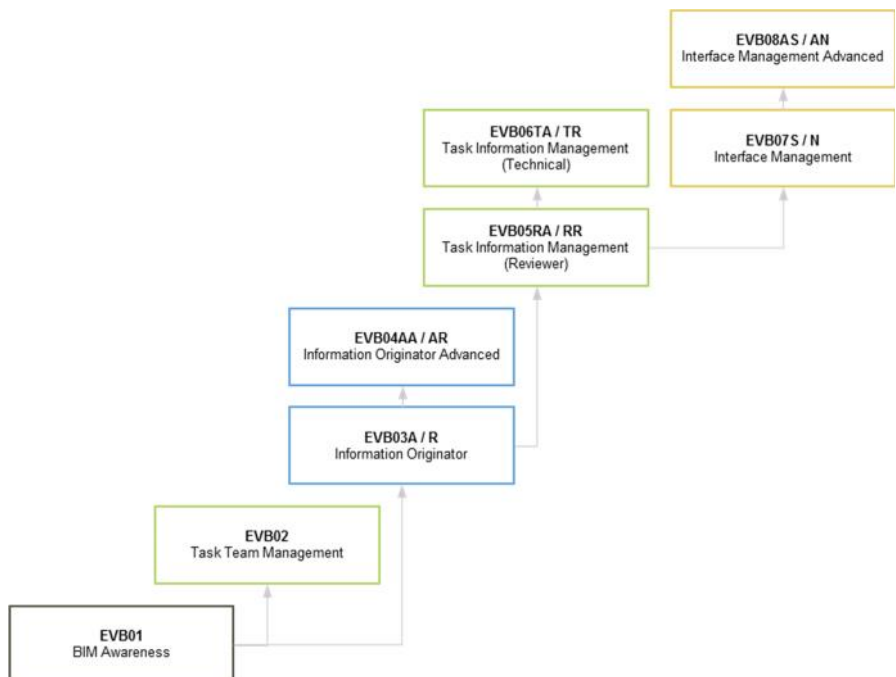 EVB08AS / AN
Interface Management Advanced
EVB06TA / TR
Task Information Management
(Technical)
EVB07S / N
Interface Management
EVB05RA / RR
Task Information Management
(Reviewer)
EVB04AA / AR
Information Originator Advanced
EVB03A / R
Information Originator
EVB02
Task Team Management
EVB01
BIM Awareness